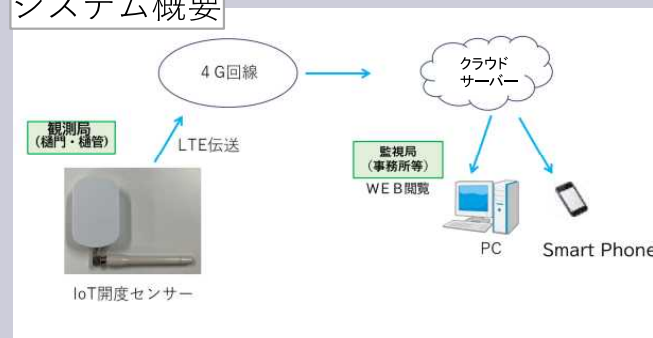 システム概要
4G回線
クラウド
サーバー
観測局
(樋門・樋管)
LTE伝送
監視局
(事務所等)
WEB閲覧
PC
Smart Phone
IoT開度センサー